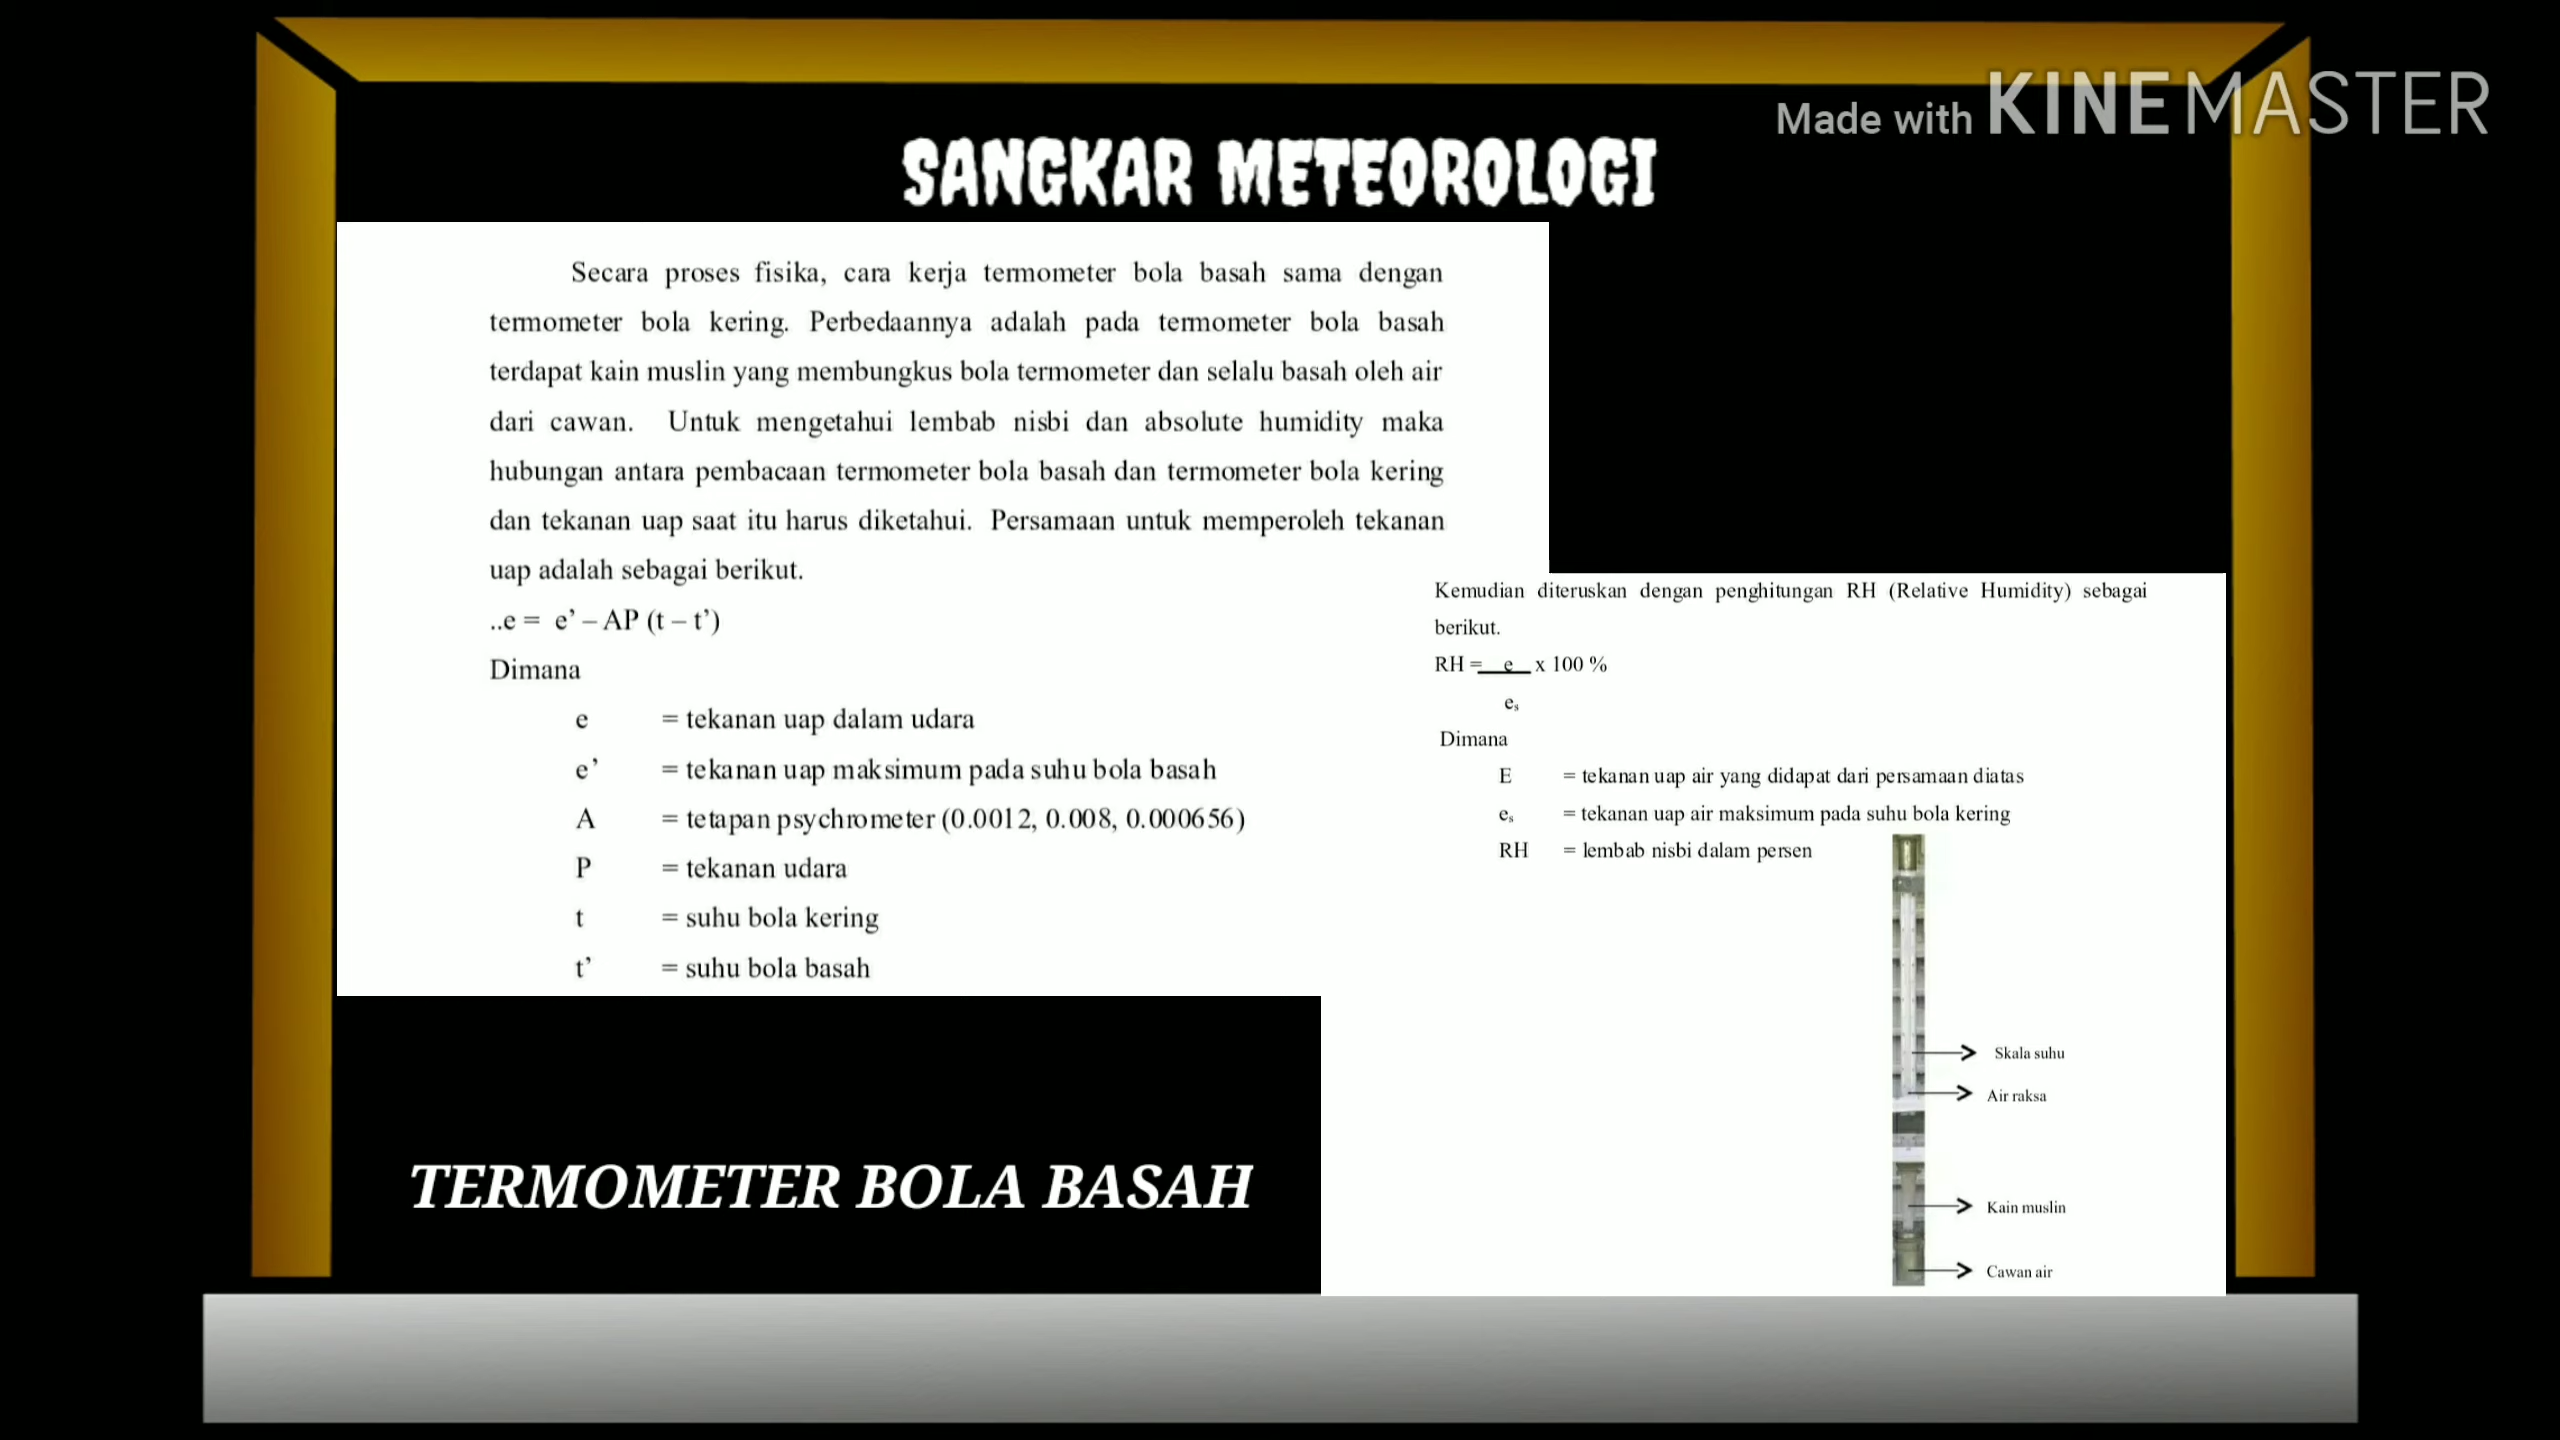 Made with KINEMASTER
SANGKAR METEOROLOGI
Secara proses fisika, cara kerja termometer bola basah sama dengan
termometer bola kering. Perbedaannya adalah pada termometer bola basah
terdapat kain muslin yang membungkus bola termometer dan selalu basah oleh air
dari cawan. Untuk mengetahui lembab nisbi dan absolute humidity maka
hubungan antara pembacaan termometer bola basah dan termometer bola kering
dan tekanan uap saat itu harus diketahui. Persamaan untuk memperoleh tekanan
uap adalah sebagai berikut.
..e = e’ – AP (t – t’)
Dimana
e = tekanan uap dalam udara
e’ = tekanan uap maksimum pada suhu bola basah
A = tetapan psychrometer (0.0012, 0.008, 0.000656)
P = tekanan udara
t = suhu bola kering
t’ = suhu bola basah
Kemudian diteruskan dengan penghitungan RH (Relative Humidity) sebagai
berikut.
RH = e x 100 %
es
Dimana
E = tekanan uap air yang didapat dari persamaan diatas
es = tekanan uap air maksimum pada suhu bola kering
RH = lembab nisbi dalam persen
Skala suhu
Air raksa
Kain muslin
Cawan air
TERMOMETER BOLA BASAH